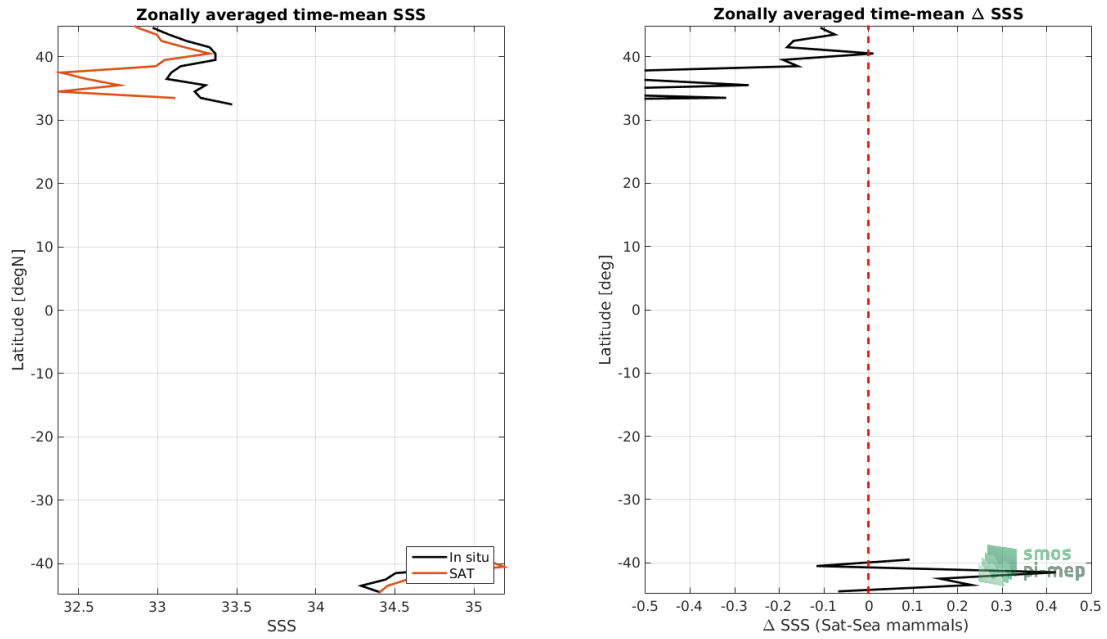 Zonally averaged time-mean SSS
Latitude [degN]
40
30
20
10
0
-10
-20
-30
-40
32.5 33 33.5 34 34.5 35
SSS
In situ
SAT
Zonally averaged time-mean Δ SSS
Latitude [deg]
40
30
20
10
0
-10
-20
-30
-40
-0.5 -0.4 -0.3 -0.2 -0.1 0 0.1 0.2 0.3 0.4 0.5
Δ SSS (Sat-Sea mammals)
smos
pi-mep